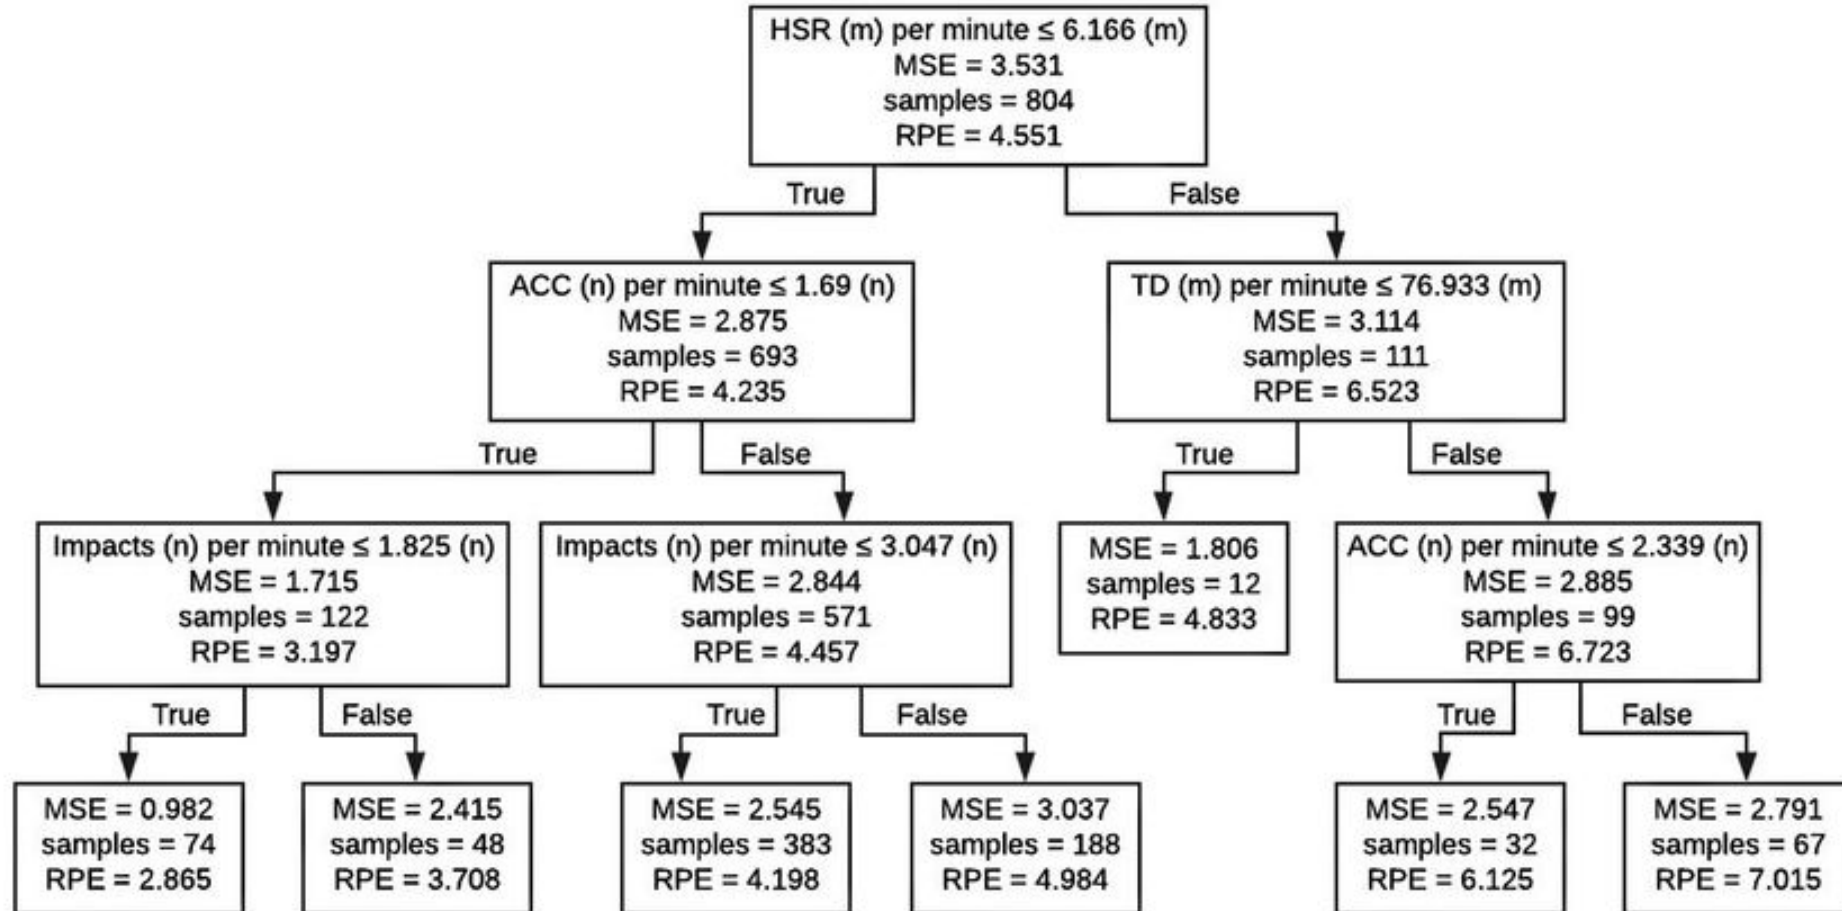 HSR (m) per minute ≤ 6.166 (m)
MSE = 3.531
samples = 804
RPE = 4.551
True
False
ACC (n) per minute ≤ 1.69 (n)
MSE = 2.875
samples = 693
RPE = 4.235
TD (m) per minute ≤ 76.933 (m)
MSE = 3.114
samples = 111
RPE = 6.523
True
False
True
False
Impacts (n) per minute ≤ 1.825 (n)
MSE = 1.715
samples = 122
RPE = 3.197
Impacts (n) per minute ≤ 3.047 (n)
MSE = 2.844
samples = 571
RPE = 4.457
MSE = 1.806
samples = 12
RPE = 4.833
ACC (n) per minute ≤ 2.339 (n)
MSE = 2.885
samples = 99
RPE = 6.723
True
False
True
False
True
False
MSE = 0.982
samples = 74
RPE = 2.865
MSE = 2.415
samples = 48
RPE = 3.708
MSE = 2.545
samples = 383
RPE = 4.198
MSE = 3.037
samples = 188
RPE = 4.984
MSE = 2.547
samples = 32
RPE = 6.125
MSE = 2.791
samples = 67
RPE = 7.015